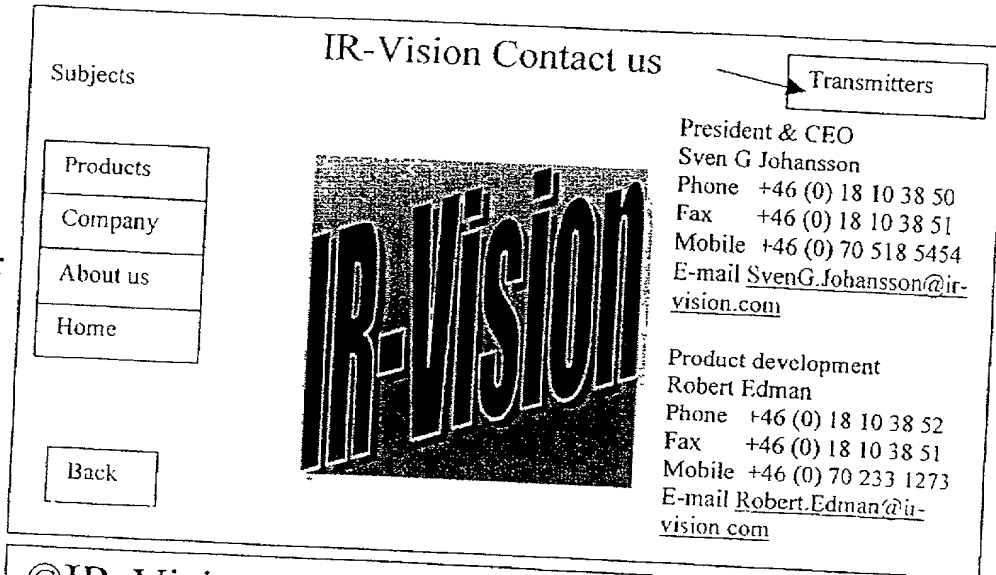 IR-Vision Contact us
Subjects
Transmitters
Products
Company
About us
Home
Back
IR-Vision
President & CEO
Sven G Johansson
Phone +46 (0) 18 10 38 50
Fax +46 (0) 18 10 38 51
Mobile +46 (0) 70 518 5454
E-mail SvenG.Johansson@ir-
vision.com
Product development
Robert Edman
Phone +46 (0) 18 10 38 52
Fax +46 (0) 18 10 38 51
Mobile +46 (0) 70 233 1273
E-mail Robert.Edman@ir-
vision com
©IR-Vision